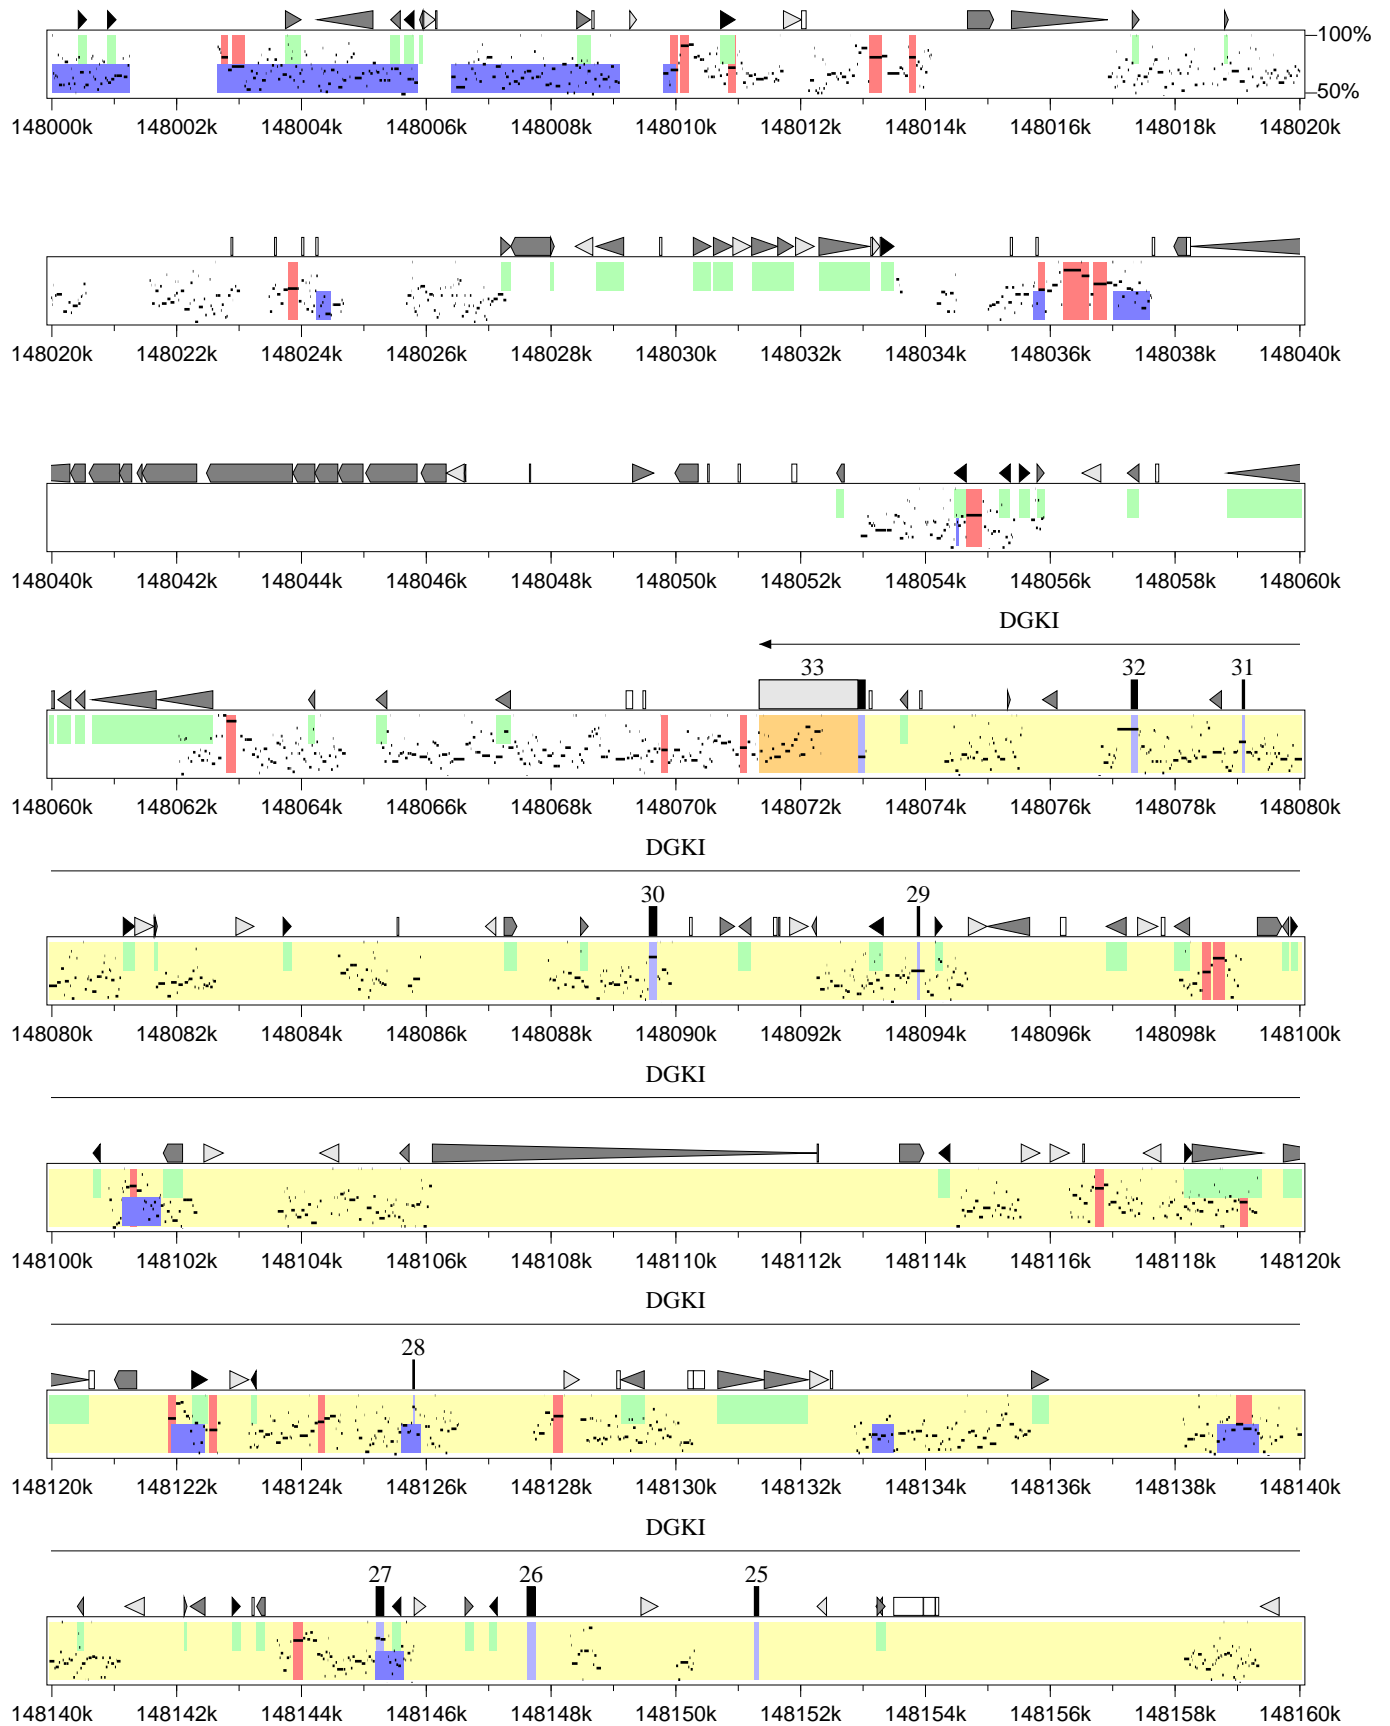 100%
50%
148000k 148002k 148004k 148006k 148008k 148010k 148012k 148014k 148016k 148018k 148020k
148020k 148022k 148024k 148026k 148028k 148030k 148032k 148034k 148036k 148038k 148040k
148040k 148042k 148044k 148046k 148048k 148050k 148052k 148054k 148056k 148058k 148060k
DGKI
33 32 31
148060k 148062k 148064k 148066k 148068k 148070k 148072k 148074k 148076k 148078k 148080k
DGKI
30 29
148080k 148082k 148084k 148086k 148088k 148090k 148092k 148094k 148096k 148098k 148100k
DGKI
148100k 148102k 148104k 148106k 148108k 148110k 148112k 148114k 148116k 148118k 148120k
DGKI
28
148120k 148122k 148124k 148126k 148128k 148130k 148132k 148134k 148136k 148138k 148140k
DGKI
27 26 25
148140k 148142k 148144k 148146k 148148k 148150k 148152k 148154k 148156k 148158k 148160k